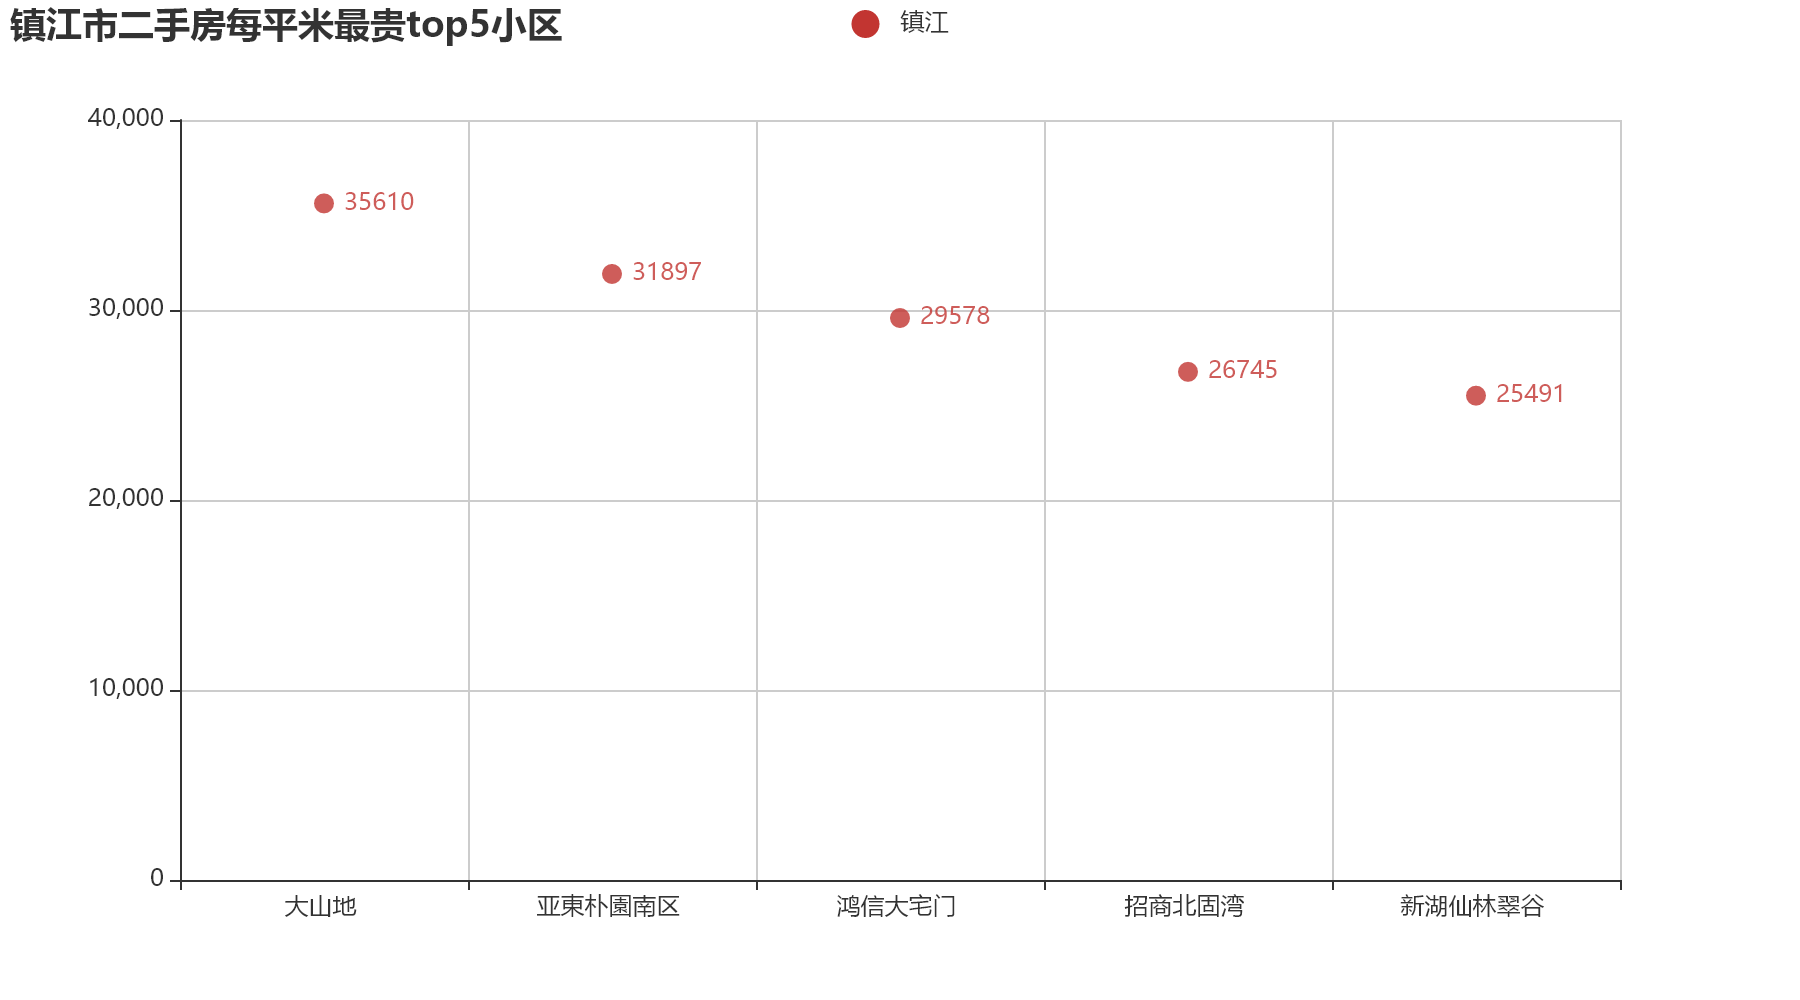 镇江市二手房每平米最贵top5小区
镇江
40,000
30,000
20,000
10,000
0
35610
31897
29578
26745
25491
大山地
亚東朴園南区
鸿信大宅门
招商北固湾
新湖仙林翠谷